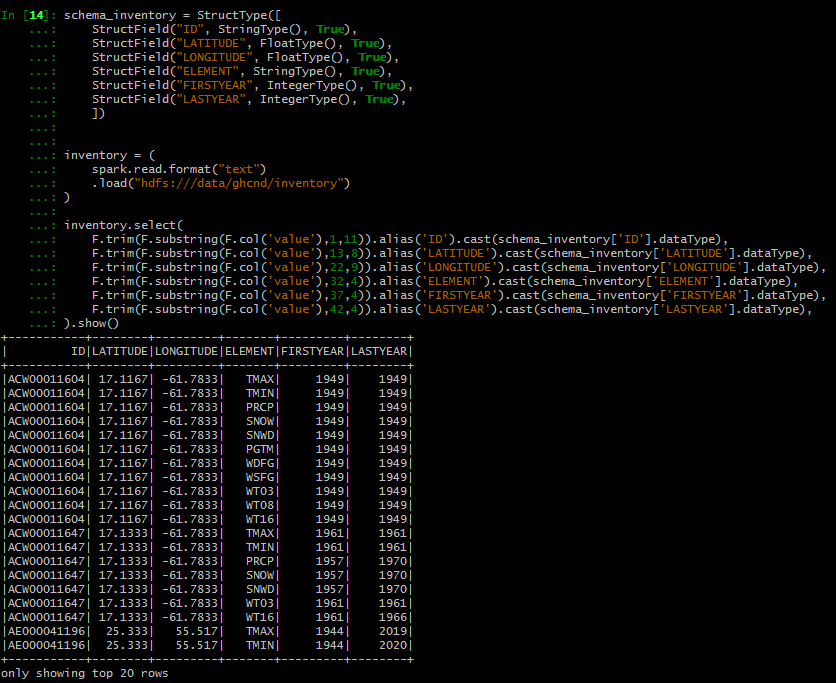 In [14]: schema_inventory = StructType([
    ...:     StructField("ID", StringType(), True),
    ...:     StructField("LATITUDE", FloatType(), True),
    ...:     StructField("LONGITUDE", FloatType(), True),
    ...:     StructField("ELEMENT", StringType(), True),
    ...:     StructField("FIRSTYEAR", IntegerType(), True),
    ...:     StructField("LASTYEAR", IntegerType(), True),
    ...:     ])
    ...:
    ...:
    ...: inventory = (
    ...:     spark.read.format("text")
    ...:     .load("hdfs:///data/ghcnd/inventory")
    ...: )
    ...:
    ...: inventory.select(
    ...:     F.trim(F.substring(F.col('value'),1,11)).alias('ID').cast(schema_inventory['ID'].dataType),
    ...:     F.trim(F.substring(F.col('value'),13,8)).alias('LATITUDE').cast(schema_inventory['LATITUDE'].dataType),
    ...:     F.trim(F.substring(F.col('value'),22,9)).alias('LONGITUDE').cast(schema_inventory['LONGITUDE'].dataType),
    ...:     F.trim(F.substring(F.col('value'),32,4)).alias('ELEMENT').cast(schema_inventory['ELEMENT'].dataType),
    ...:     F.trim(F.substring(F.col('value'),37,4)).alias('FIRSTYEAR').cast(schema_inventory['FIRSTYEAR'].dataType),
    ...:     F.trim(F.substring(F.col('value'),42,4)).alias('LASTYEAR').cast(schema_inventory['LASTYEAR'].dataType),
    ...: ).show()
+-----------+--------+---------+-------+---------+--------+
|         ID|LATITUDE|LONGITUDE|ELEMENT|FIRSTYEAR|LASTYEAR|
+-----------+--------+---------+-------+---------+--------+
|ACW00011604| 17.1167| -61.7833|   TMAX|     1949|    1949|
|ACW00011604| 17.1167| -61.7833|   TMIN|     1949|    1949|
|ACW00011604| 17.1167| -61.7833|   PRCP|     1949|    1949|
|ACW00011604| 17.1167| -61.7833|   SNOW|     1949|    1949|
|ACW00011604| 17.1167| -61.7833|   SNWD|     1949|    1949|
|ACW00011604| 17.1167| -61.7833|   PGTM|     1949|    1949|
|ACW00011604| 17.1167| -61.7833|   WDFG|     1949|    1949|
|ACW00011604| 17.1167| -61.7833|   WSFG|     1949|    1949|
|ACW00011604| 17.1167| -61.7833|   WT03|     1949|    1949|
|ACW00011604| 17.1167| -61.7833|   WT08|     1949|    1949|
|ACW00011604| 17.1167| -61.7833|   WT16|     1949|    1949|
|ACW00011647| 17.1333| -61.7833|   TMAX|     1961|    1961|
|ACW00011647| 17.1333| -61.7833|   TMIN|     1961|    1961|
|ACW00011647| 17.1333| -61.7833|   PRCP|     1957|    1970|
|ACW00011647| 17.1333| -61.7833|   SNOW|     1957|    1970|
|ACW00011647| 17.1333| -61.7833|   SNWD|     1957|    1970|
|ACW00011647| 17.1333| -61.7833|   WT03|     1961|    1961|
|ACW00011647| 17.1333| -61.7833|   WT16|     1961|    1966|
|AE000041196|  25.333|   55.517|   TMAX|     1944|    2019|
|AE000041196|  25.333|   55.517|   TMIN|     1944|    2020|
+-----------+--------+---------+-------+---------+--------+
only showing top 20 rows